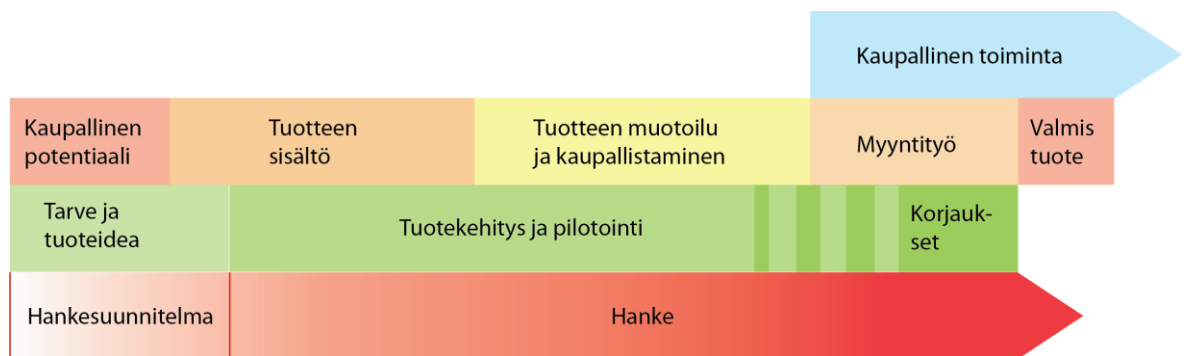 Kaupallinen toiminta
Kaupallinen
potentiaali
Tuotteen
sisältö
Tuotteen muotoilu
ja kaupallistaminen
Myyntityö
Valmis
tuote
Tarve ja
tuoteidea
Tuotekehitys ja pilotointi
Korjauk-
set
Hankesuunnitelma
Hanke